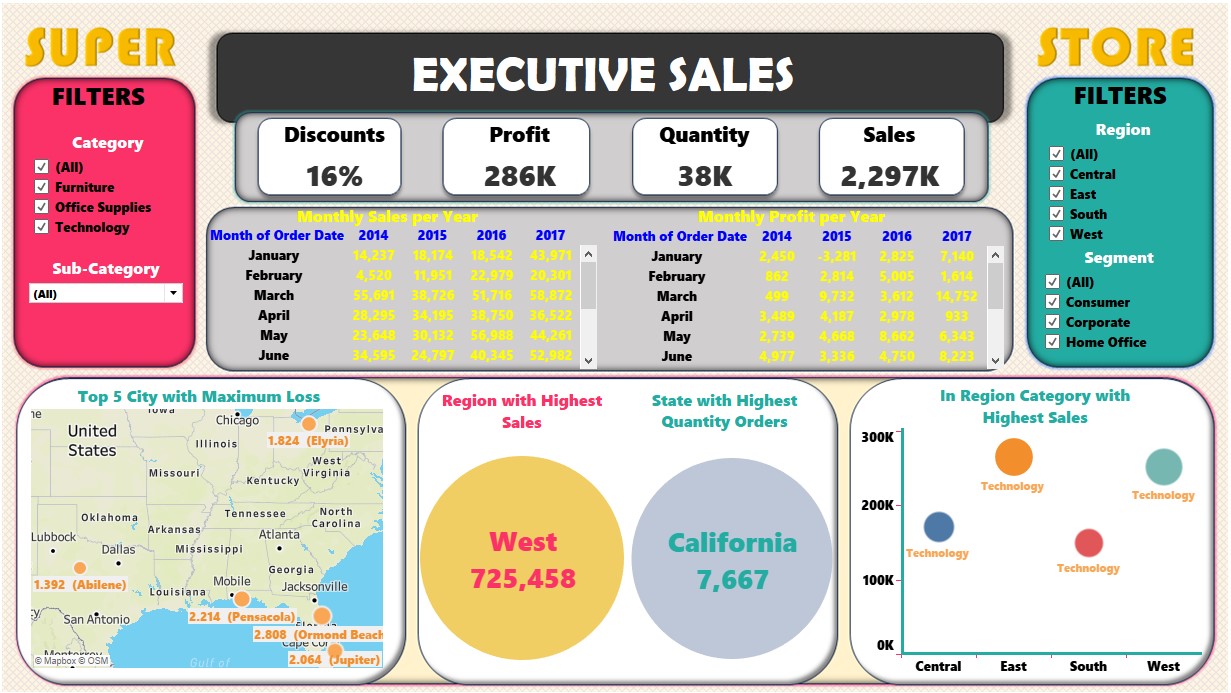 SUPER
STORE
EXECUTIVE SALES
FILTERS
Category
(All)
Furniture
Office Supplies
Technology
Sub-Category
(All)
Discounts
16%
Profit
286K
Quantity
38K
Sales
2,297K
FILTERS
Region
(All)
Central
East
South
West
Segment
(All)
Consumer
Corporate
Home Office
Monthly Sales per Year
Month of Order Date 2014 2015 2016 2017
January 14,237 18,174 18,542 43,971
February 4,520 11,951 22,979 20,301
March 55,691 38,726 51,716 58,872
April 28,295 34,195 38,750 36,522
May 23,648 30,132 56,988 44,261
June 34,595 24,797 40,345 52,982
Monthly Profit per Year
Month of Order Date 2014 2015 2016 2017
January 2,450 -3,281 2,825 7,140
February 862 2,814 5,005 1,614
March 499 9,732 3,612 14,752
April 3,489 4,187 2,978 933
May 2,739 4,668 8,662 6,343
June 4,977 3,336 4,750 8,223
Top 5 City with Maximum Loss
Iowa
Chicago
United
States
Illinois
1.824 (Elyria)
Pennsylva
Missouri
West
Virginia
Kentucky
Oklahoma
Tennessee
North
Carolina
Arkansas
Lubbock
Dallas
Mississippi
Atlanta
1.392 (Abilene)
Georgia
Louisiana
Mobile
Jacksonville
San Antonio
2.214 (Pensacola)
2.808 (Ormond Beach
Cape Cor
Monterrey
2.064 (Jupiter)
Gulf of
© Mapbox © OSM
Region with Highest
Sales
West
725,458
State with Highest
Quantity Orders
California
7,667
In Region Category with
Highest Sales
300K
200K
100K
0K
Technology
Technology
Technology
Technology
Central East South West